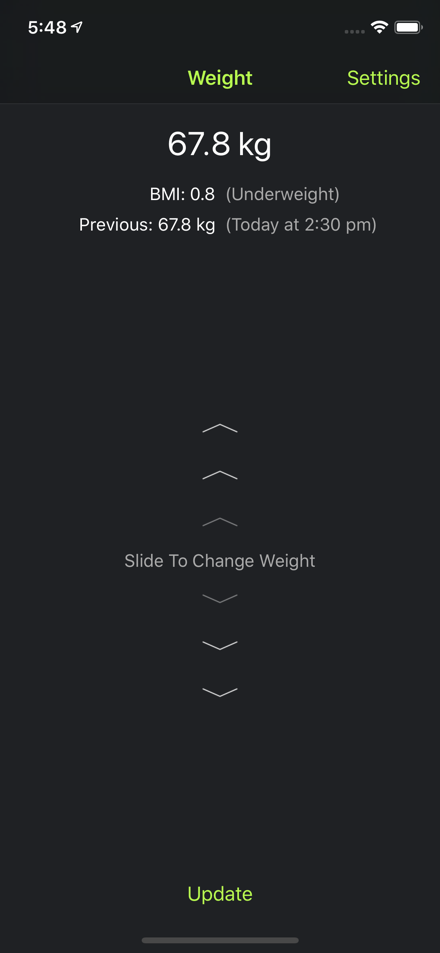 5:48
Weight Settings
67.8 kg
BMI: 0.8 (Underweight)
Previous: 67.8 kg (Today at 2:30 pm)
Slide To Change Weight
Update